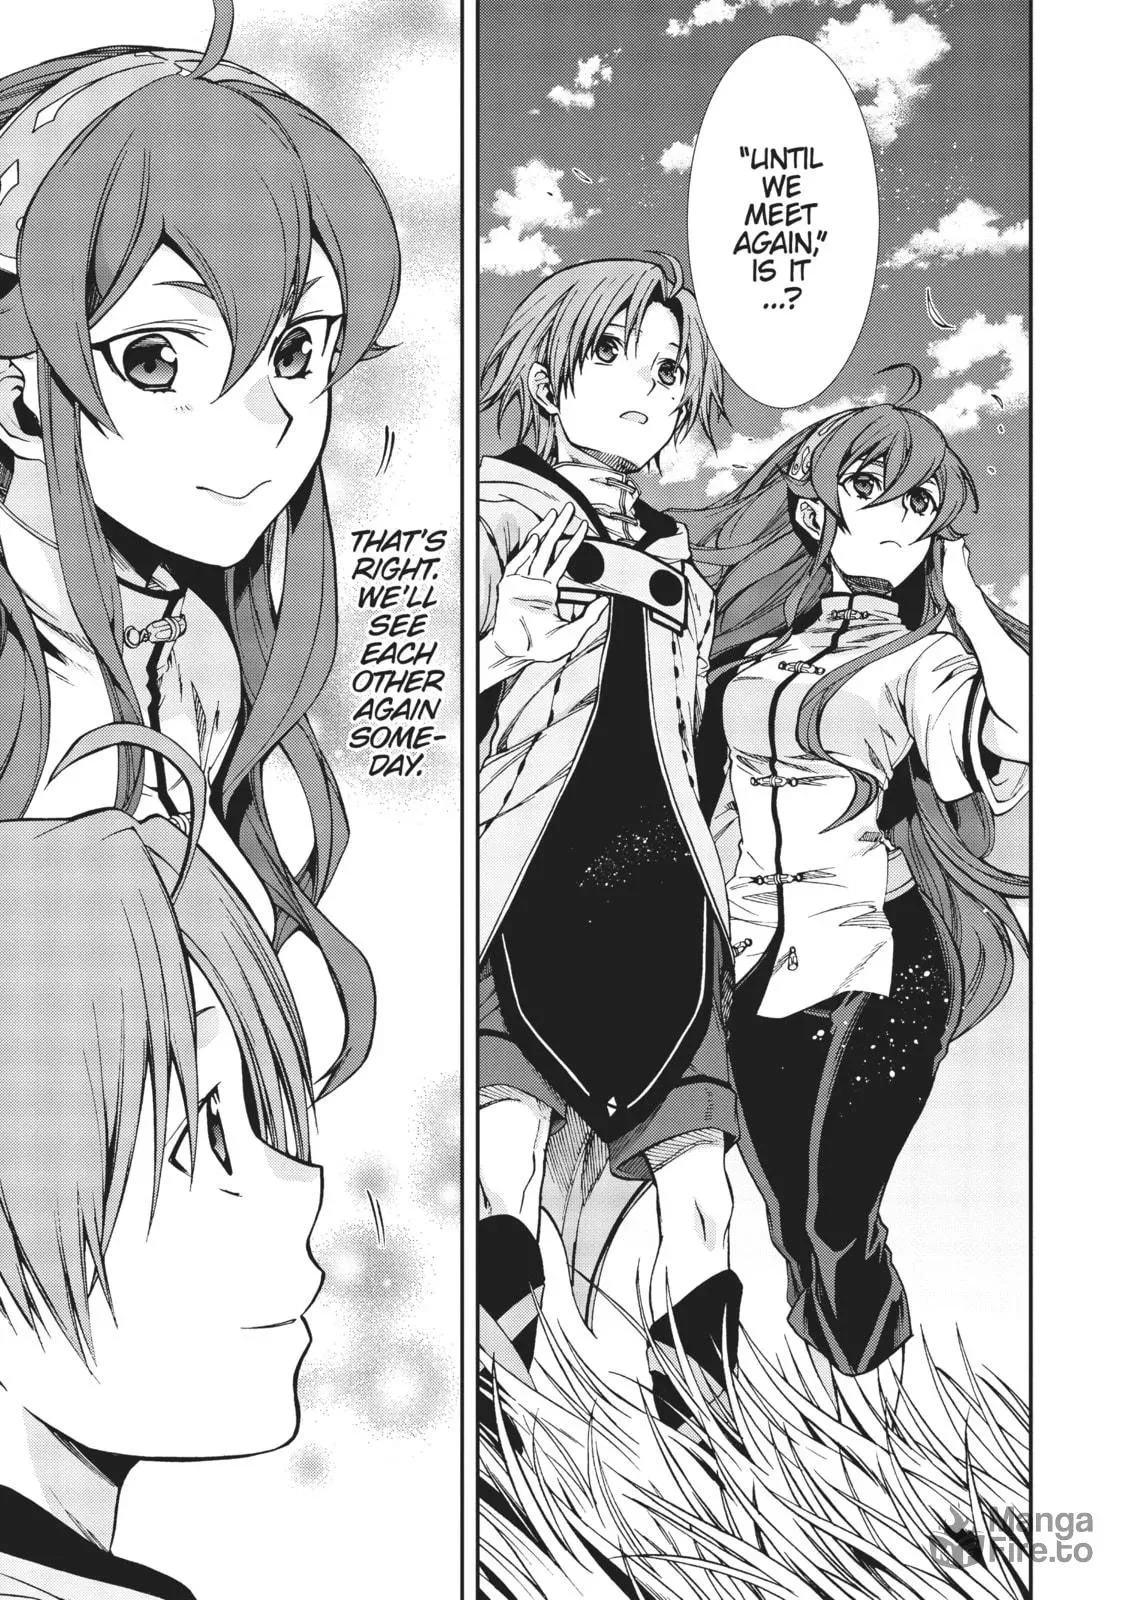 "UNTIL
WE
MEET
AGAIN,"
IS IT
...?
THAT'S
RIGHT.
WE'LL
SEE
EACH
OTHER
AGAIN
SOME-
DAY.
Manga
Fire.to